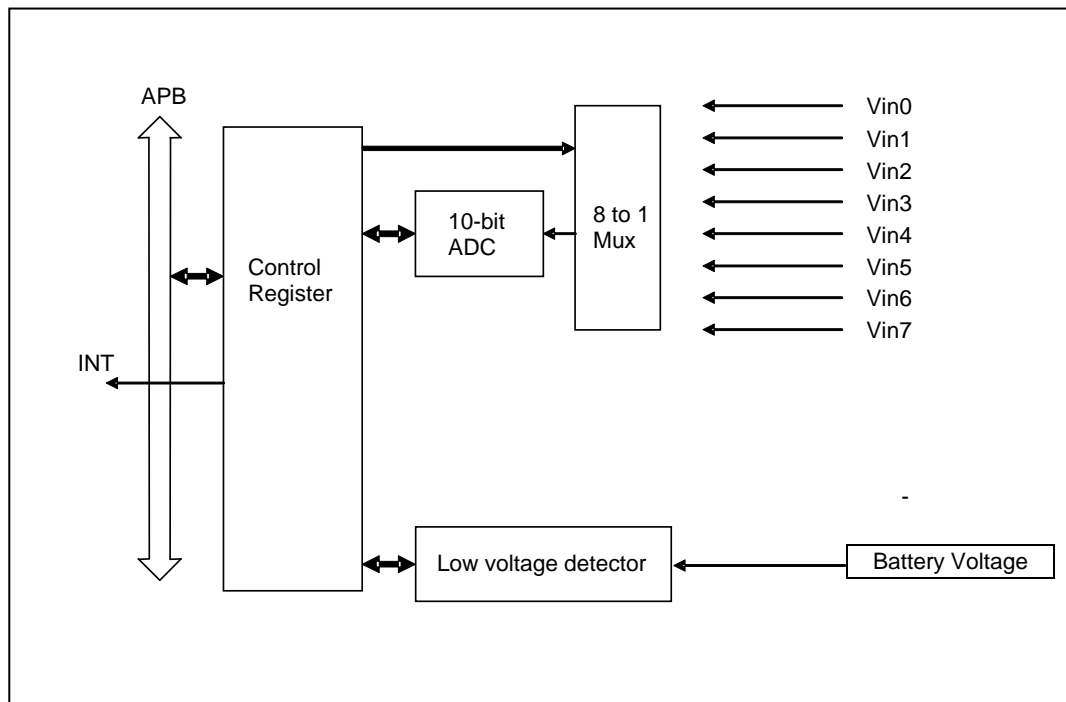 APB
Control
Register
INT
10-bit
ADC
8 to 1
Mux
Vin0
Vin1
Vin2
Vin3
Vin4
Vin5
Vin6
Vin7
-
Low voltage detector
Battery Voltage